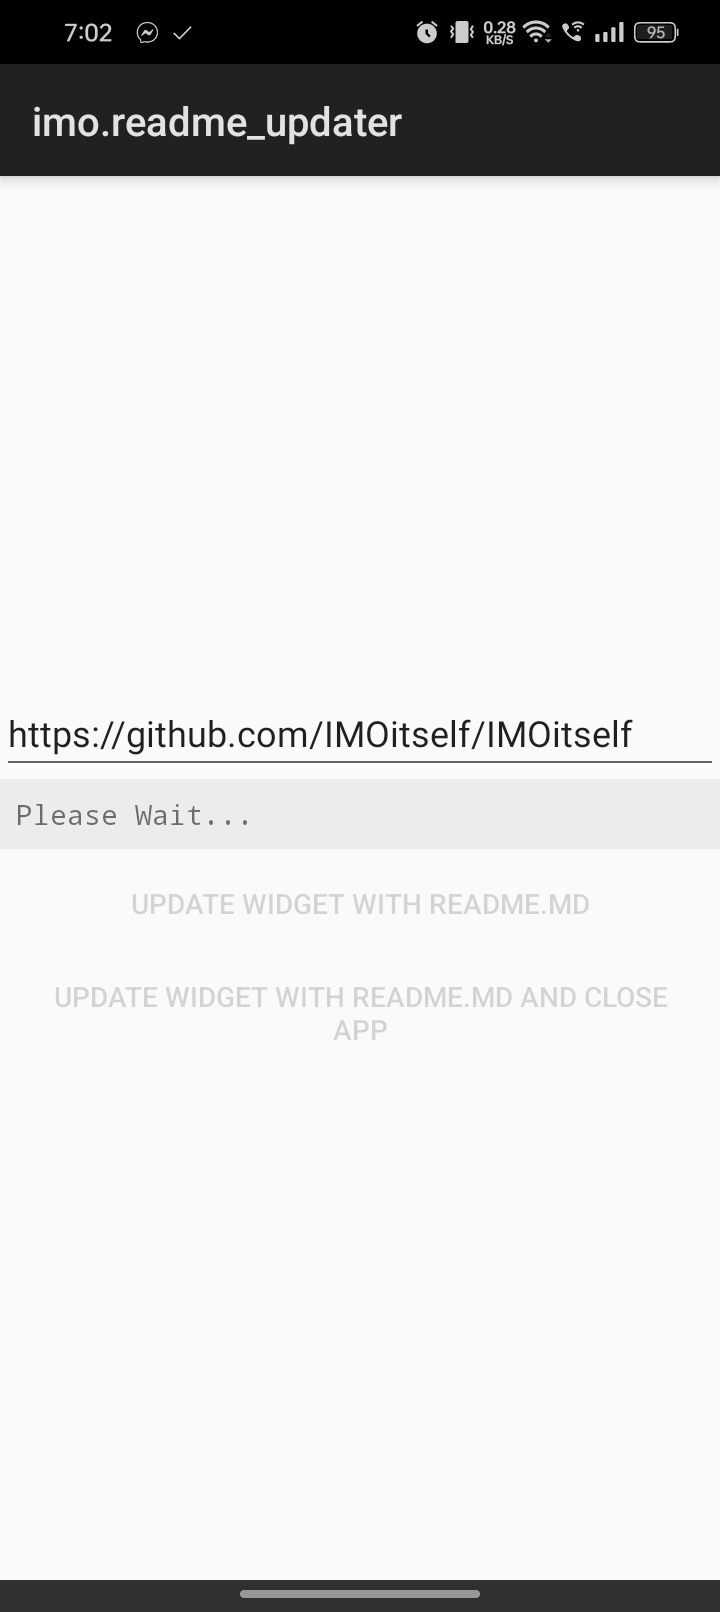 7:02
0.28
KB/S
95
imo.readme_updater
https://github.com/IMOitself/IMOitself
Please Wait...
UPDATE WIDGET WITH README.MD
UPDATE WIDGET WITH README.MD AND CLOSE
APP